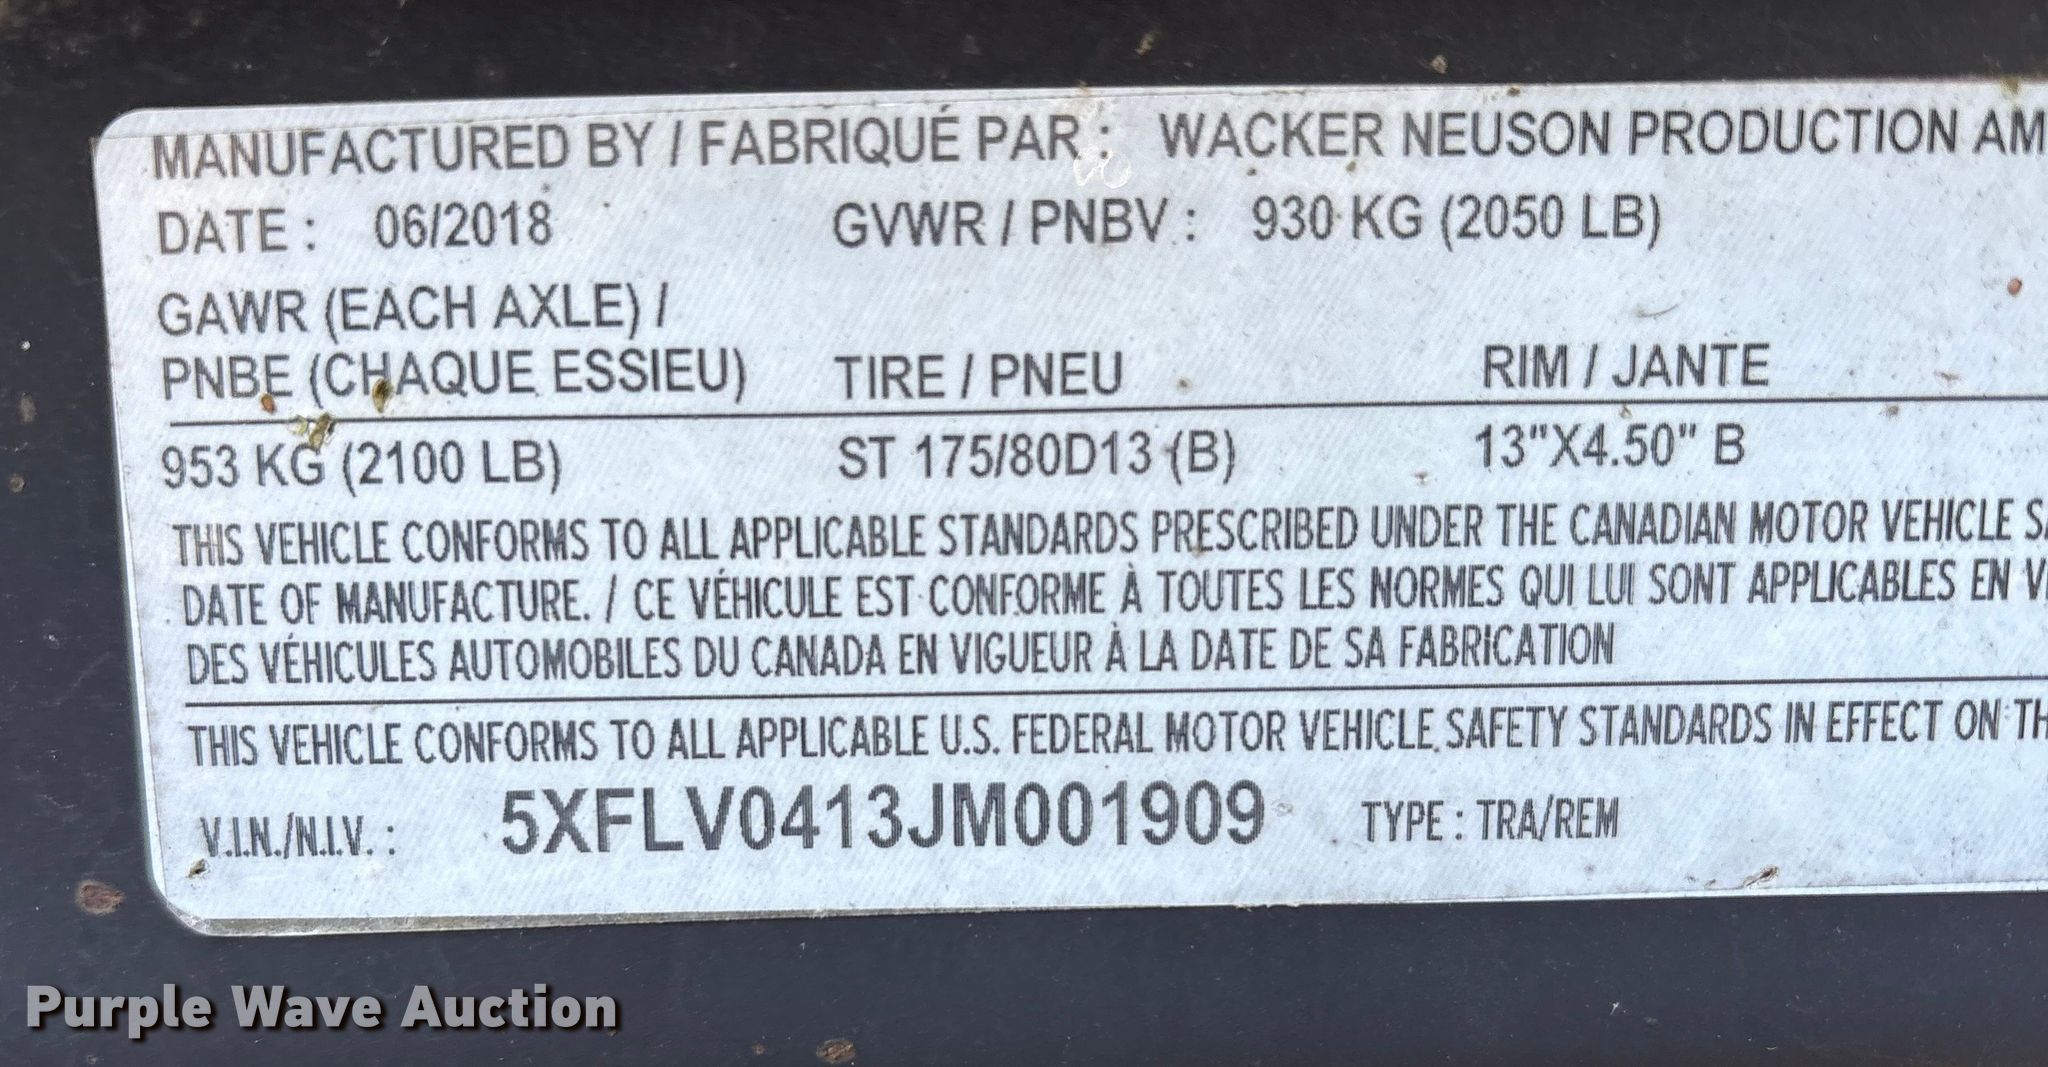 MANUFACTURED BY / FABRIQUÉ PAR : WACKER NEUSON PRODUCTION AM
DATE : 06/2018 GVWR / PNBV : 930 KG (2050 LB)
GAWR (EACH AXLE) /
PNBE (CHAQUE ESSIEU) TIRE / PNEU RIM / JANTE
953 KG (2100 LB) ST 175/80D13 (B) 13"X4.50" B
THIS VEHICLE CONFORMS TO ALL APPLICABLE STANDARDS PRESCRIBED UNDER THE CANADIAN MOTOR VEHICLE SA
DATE OF MANUFACTURE. / CE VÉHICULE EST CONFORME À TOUTES LES NORMES QUI LUI SONT APPLICABLES EN
DES VÉHICULES AUTOMOBILES DU CANADA EN VIGUEUR À LA DATE DE SA FABRICATION
THIS VEHICLE CONFORMS TO ALL APPLICABLE U.S. FEDERAL MOTOR VEHICLE SAFETY STANDARDS IN EFFECT ON TH
V.I.N./N.I.V. : 5XFLV0413JM001909 TYPE : TRA/REM
Purple Wave Auction